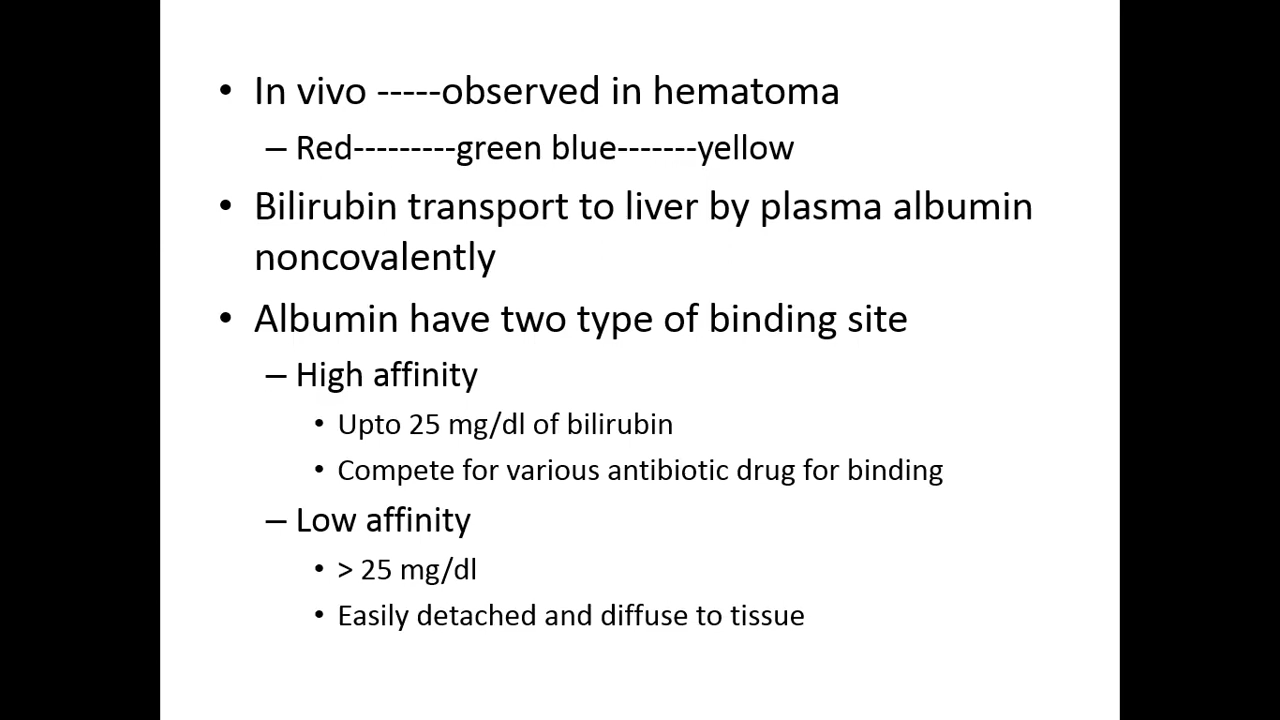 • In vivo -----observed in hematoma
– Red---------green blue-------yellow
• Bilirubin transport to liver by plasma albumin
noncovalently
• Albumin have two type of binding site
– High affinity
• Upto 25 mg/dl of bilirubin
• Compete for various antibiotic drug for binding
– Low affinity
• > 25 mg/dl
• Easily detached and diffuse to tissue